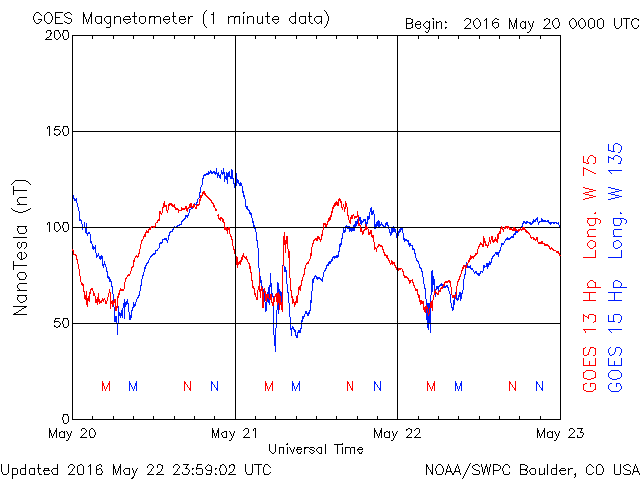 GOES Magnetometer (1 minute data)
Begin: 2016 May 20 0000 UTC
200
150
100
50
0
NanoTesla (nT)
M M N N M M N N M M N N
May 20 May 21 May 22 May 23
Universal Time
GOES 13 Hp Long. W 75
GOES 15 Hp Long. W 135
Updated 2016 May 22 23:59:02 UTC
NOAA/SWPC Boulder, CO USA